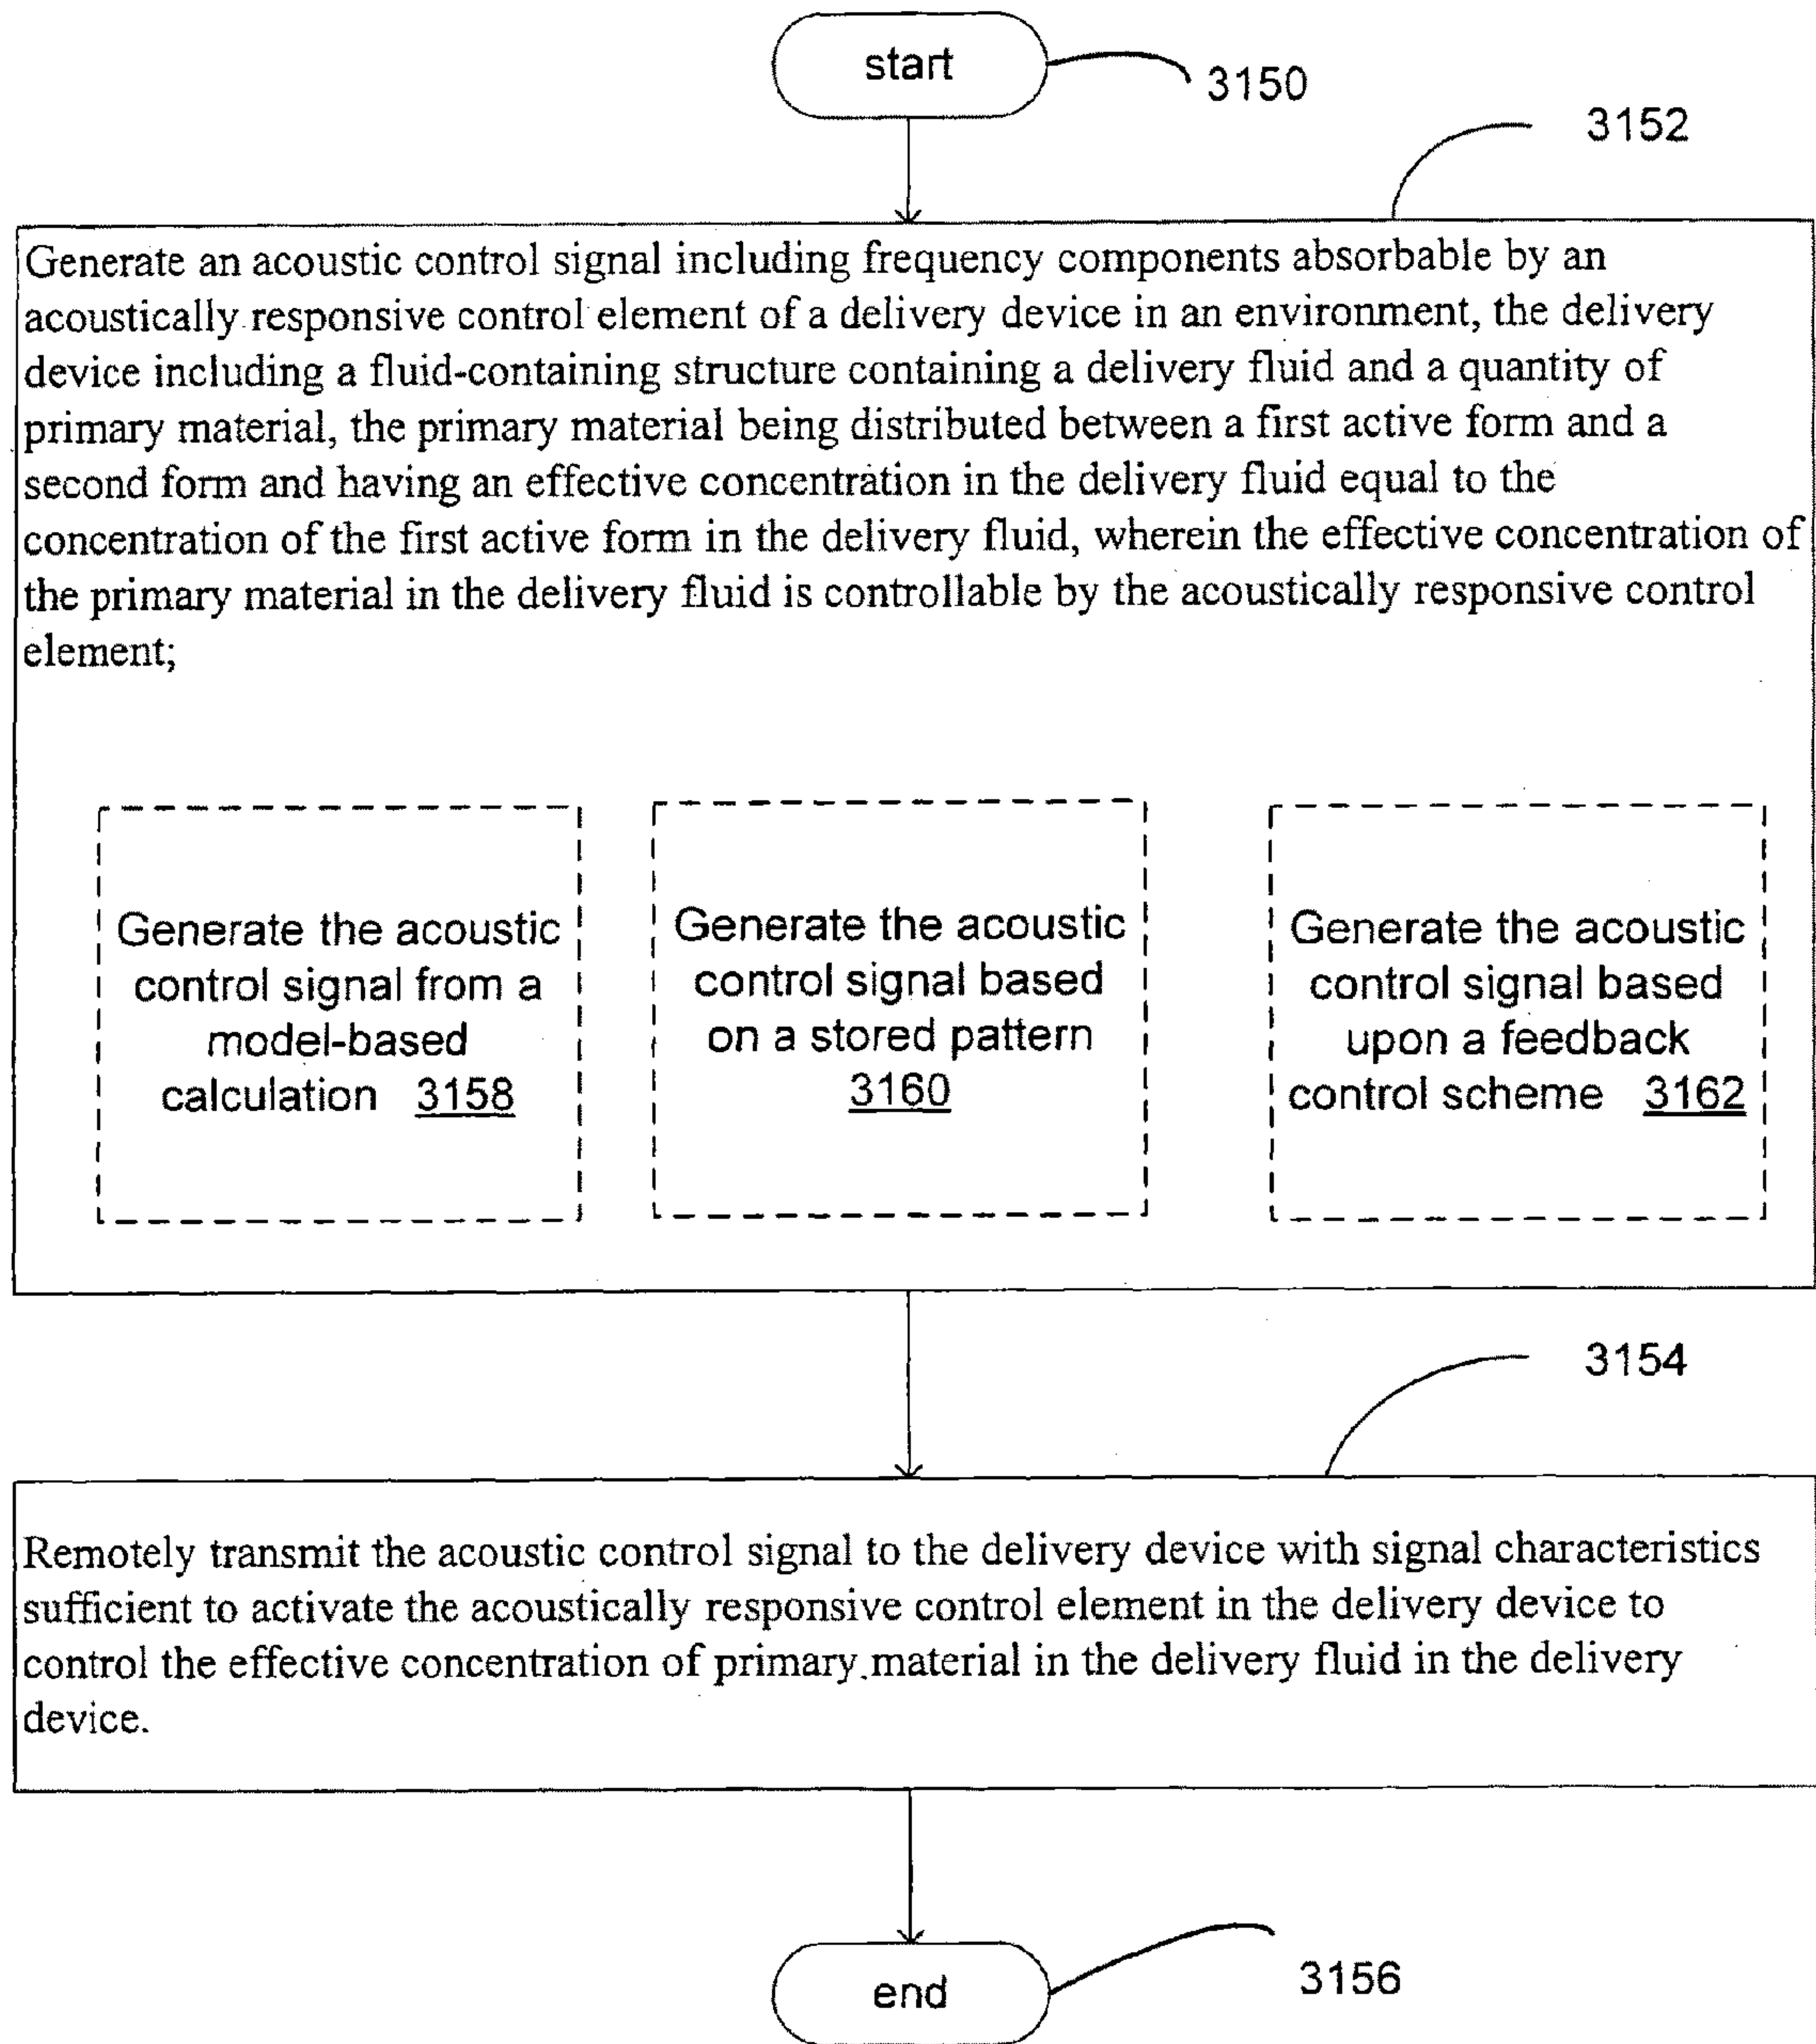 start
3150
3152
Generate an acoustic control signal including frequency components absorbable by an
acoustically responsive control element of a delivery device in an environment, the delivery
device including a fluid-containing structure containing a delivery fluid and a quantity of
primary material, the primary material being distributed between a first active form and a
second form and having an effective concentration in the delivery fluid equal to the
concentration of the first active form in the delivery fluid, wherein the effective concentration of
the primary material in the delivery fluid is controllable by the acoustically responsive control
element;
Generate the acoustic
control signal from a
model-based
calculation 3158
Generate the acoustic
control signal based
on a stored pattern
3160
Generate the acoustic
control signal based
upon a feedback
control scheme 3162
3154
Remotely transmit the acoustic control signal to the delivery device with signal characteristics
sufficient to activate the acoustically responsive control element in the delivery device to
control the effective concentration of primary material in the delivery fluid in the delivery
device.
end
3156